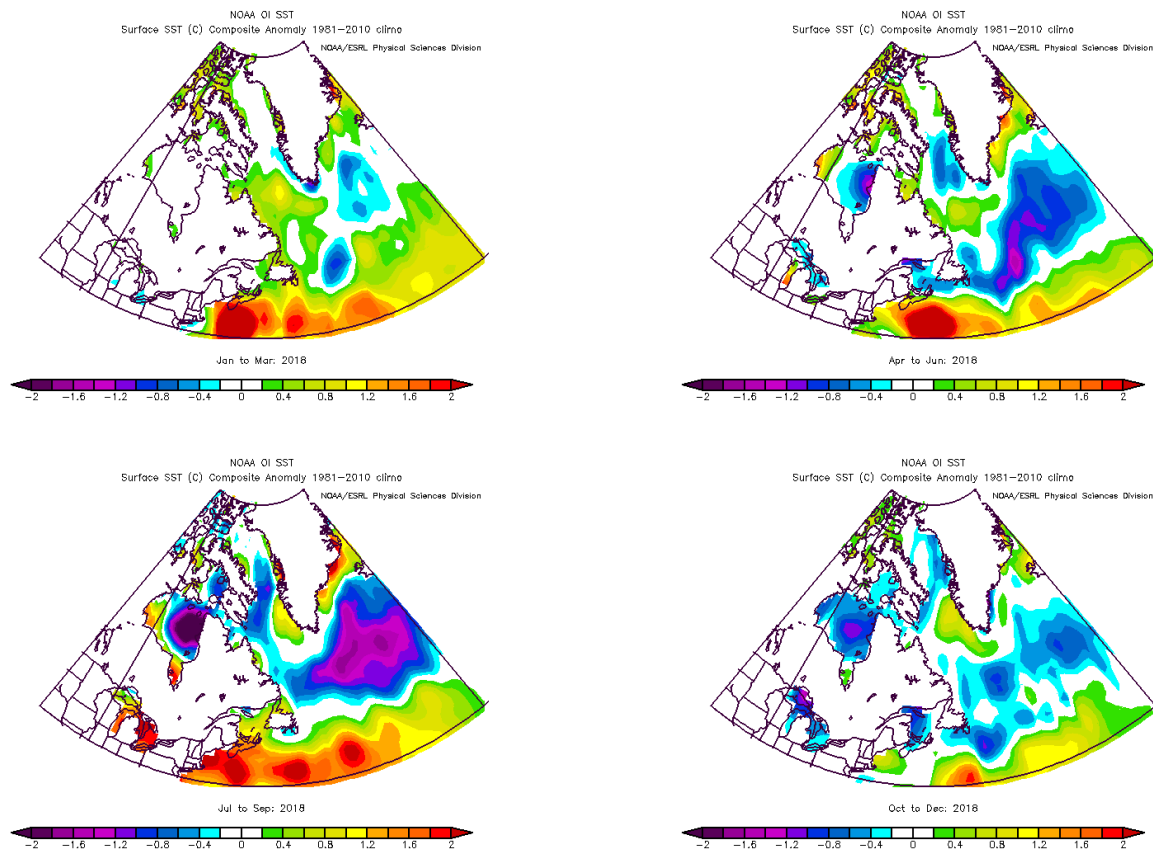 NOAA OI SST
Surface SST (C) Composite Anomaly 1981-2010 climo
NOAA/ESRL Physical Sciences Division
Jan to Mar: 2018
-2 -1.6 -1.2 -0.8 -0.4 0 0.4 0.8 1.2 1.6 2
NOAA OI SST
Surface SST (C) Composite Anomaly 1981-2010 climo
NOAA/ESRL Physical Sciences Division
Apr to Jun: 2018
-2 -1.6 -1.2 -0.8 -0.4 0 0.4 0.8 1.2 1.6 2
NOAA OI SST
Surface SST (C) Composite Anomaly 1981-2010 climo
NOAA/ESRL Physical Sciences Division
Jul to Sep: 2018
-2 -1.6 -1.2 -0.8 -0.4 0 0.4 0.8 1.2 1.6 2
NOAA OI SST
Surface SST (C) Composite Anomaly 1981-2010 climo
NOAA/ESRL Physical Sciences Division
Oct to Dec: 2018
-2 -1.6 -1.2 -0.8 -0.4 0 0.4 0.8 1.2 1.6 2